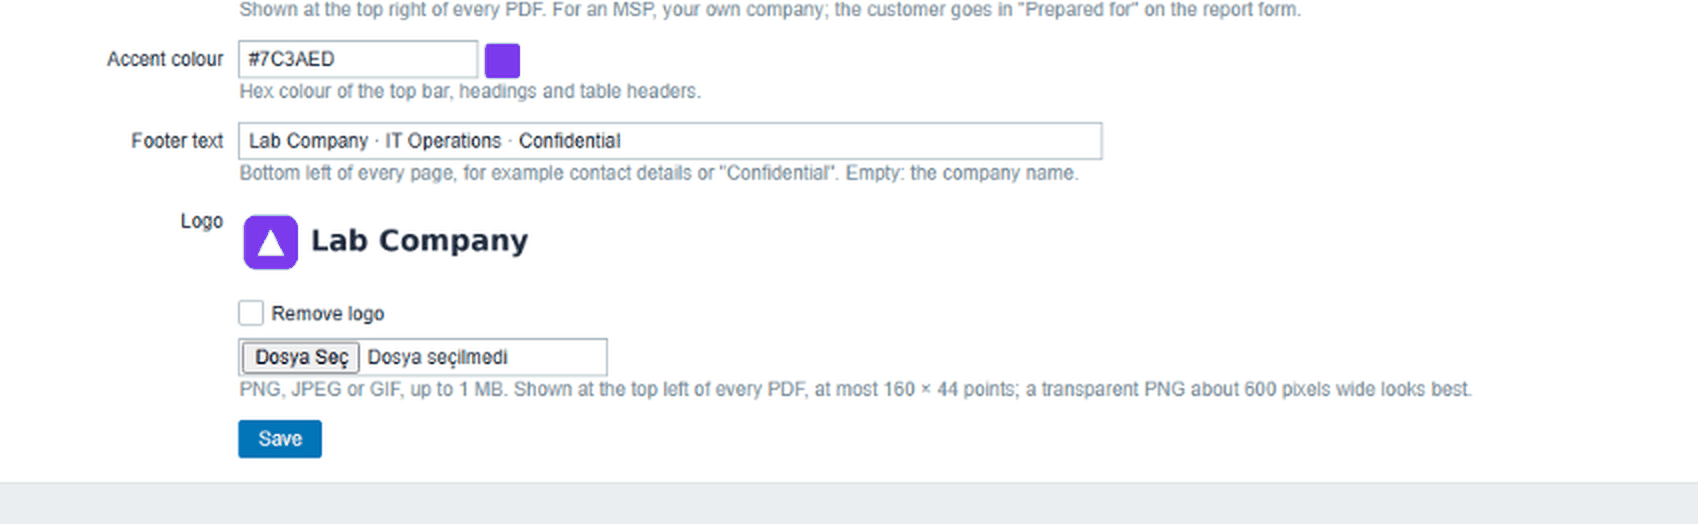 Shown at the top right of every PDF. For an MSP, your own company; the customer goes in "Prepared for" on the report form.
Accent colour #7C3AED
Hex colour of the top bar, headings and table headers.
Footer text Lab Company · IT Operations · Confidential
Bottom left of every page, for example contact details or "Confidential". Empty: the company name.
Logo Lab Company
Remove logo
Dosya Seç Dosya seçilmedi
PNG, JPEG or GIF, up to 1 MB. Shown at the top left of every PDF, at most 160 × 44 points; a transparent PNG about 600 pixels wide looks best.
Save